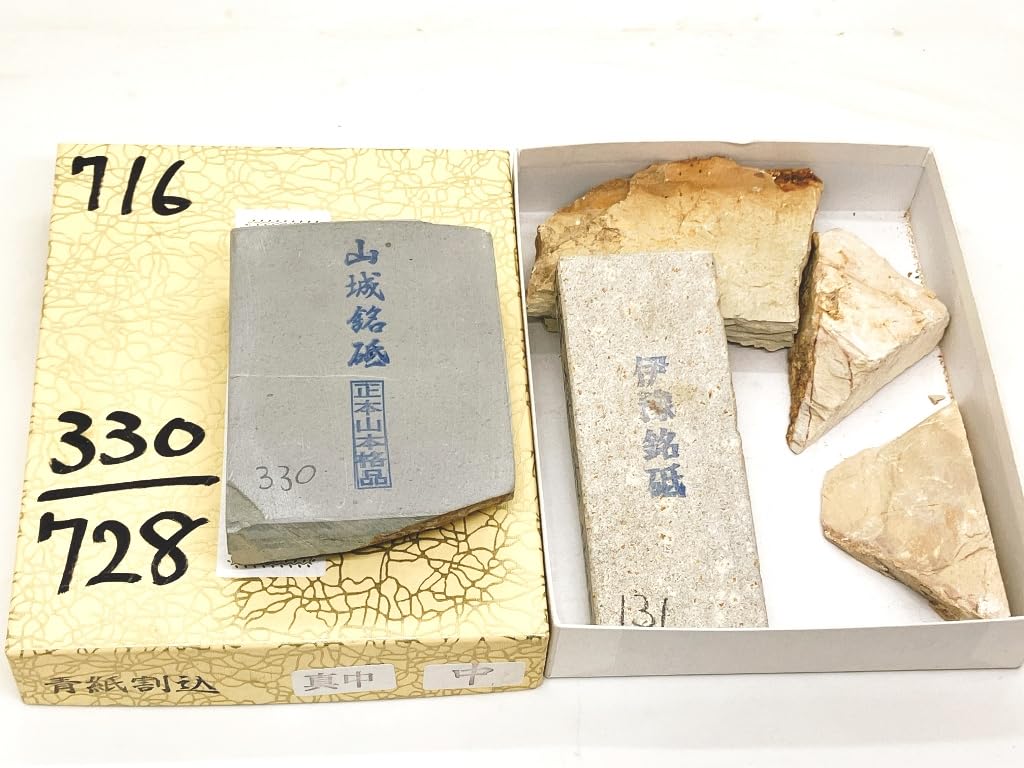 716
330
728
山城銘砥
正本山本格品
330
伊豫銘砥
131
青紙割込
真中
中